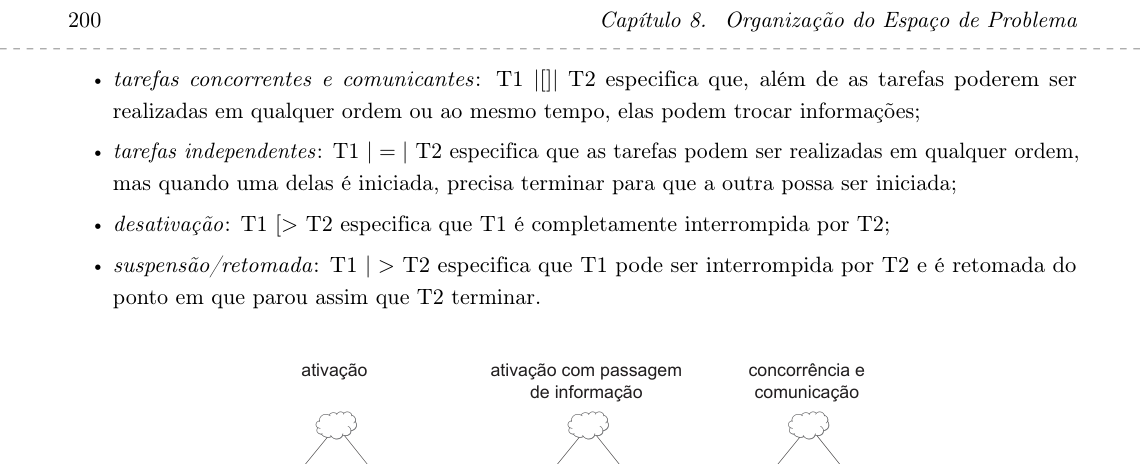 200 Capítulo 8. Organização do Espaço de Problema
• tarefas concorrentes e comunicantes: T1 |[]| T2 especifica que, além de as tarefas poderem ser
realizadas em qualquer ordem ou ao mesmo tempo, elas podem trocar informações;
• tarefas independentes: T1 | = | T2 especifica que as tarefas podem ser realizadas em qualquer ordem,
mas quando uma delas é iniciada, precisa terminar para que a outra possa ser iniciada;
• desativação: T1 [> T2 especifica que T1 é completamente interrompida por T2;
• suspensão/retomada: T1 | > T2 especifica que T1 pode ser interrompida por T2 e é retomada do
ponto em que parou assim que T2 terminar.
ativação
ativação com passagem
de informação
concorrência e
comunicação